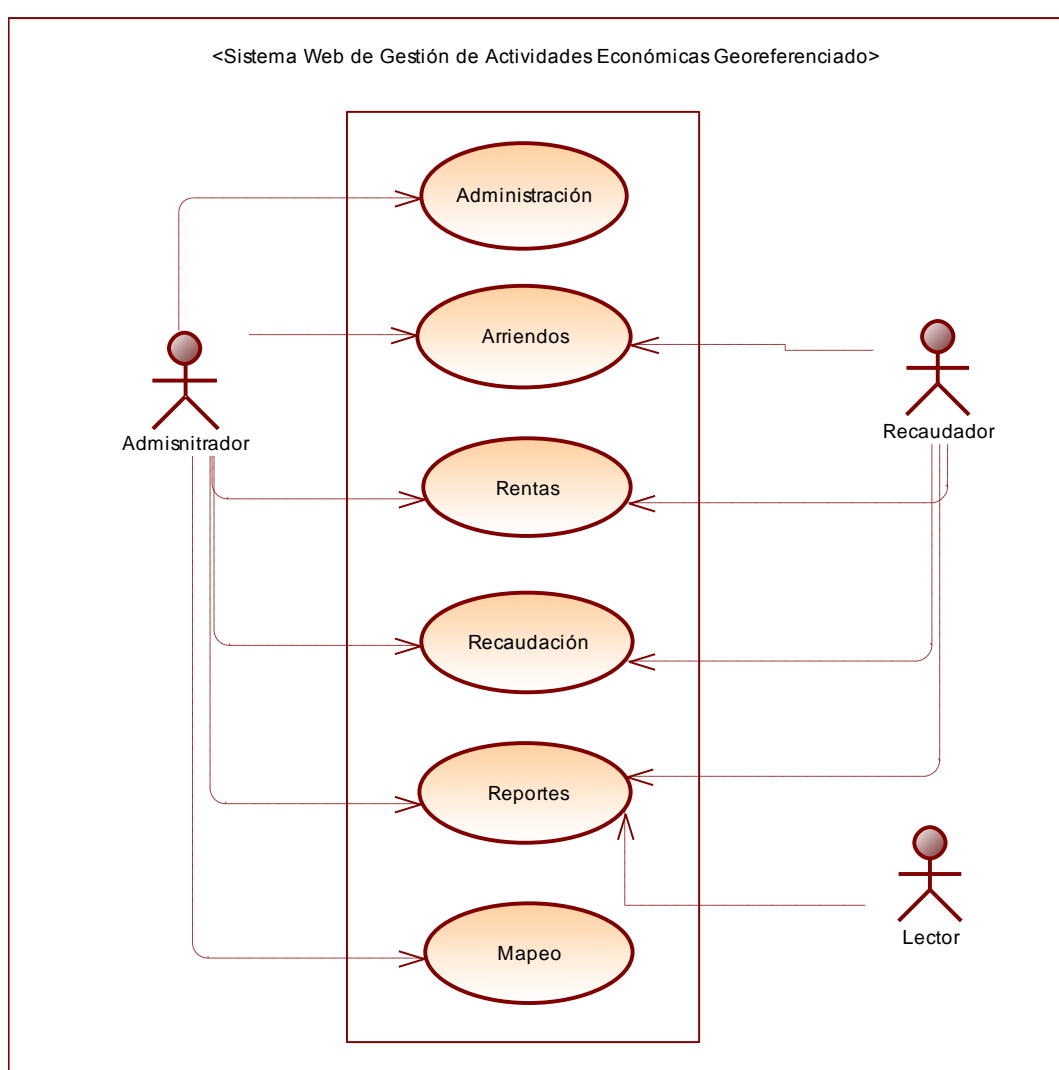 <Sistema Web de Gestión de Actividades Económicas Georeferenciado>
Administración
Arriendos
Admisnitrador
Recaudador
Rentas
Recaudación
Reportes
Lector
Mapeo